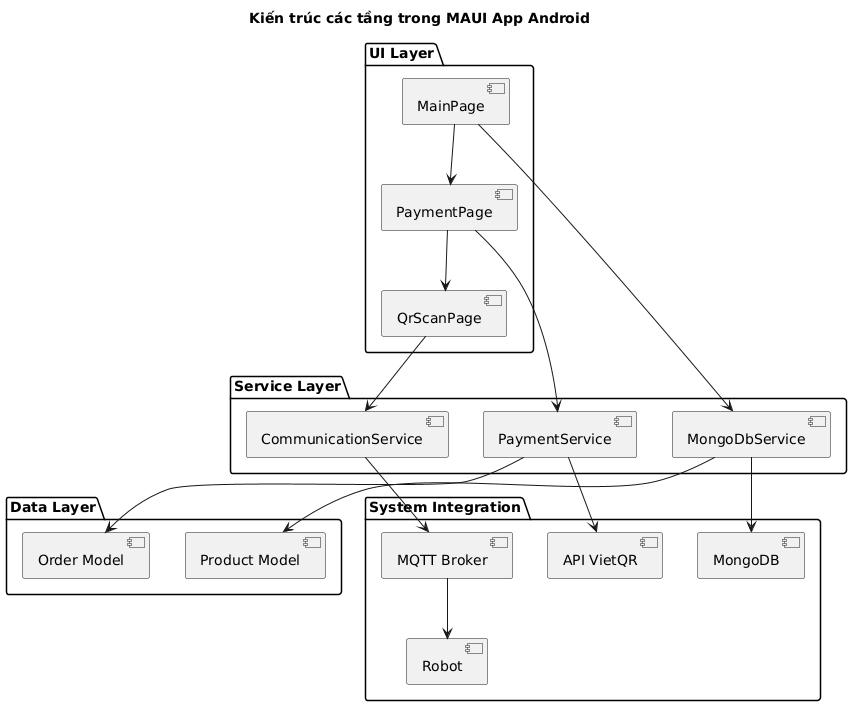 Kiến trúc các tầng trong MAUI App Android
UI Layer
MainPage
PaymentPage
QrScanPage
Service Layer
CommunicationService
PaymentService
MongoDbService
Data Layer
Order Model
Product Model
System Integration
MQTT Broker
API VietQR
MongoDB
Robot